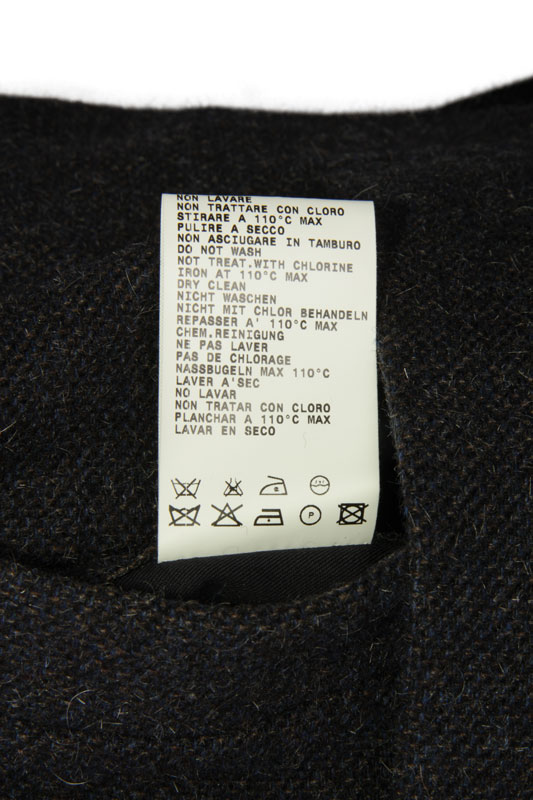 NON LAVARE
NON TRATTARE CON CLORO
STIRARE A 110°C MAX
PULIRE A SECCO
NON ASCIUGARE IN TAMBURO
DO NOT WASH
NOT TREAT.WITH CHLORINE
IRON AT 110°C MAX
DRY CLEAN
NICHT WASCHEN
NICHT MIT CHLOR BEHANDELN
REPASSER A' 110°C MAX
CHEM.REINIGUNG
NE PAS LAVER
PAS DE CHLORAGE
NASSBUGELN MAX 110°C
LAVER A'SEC
NO LAVAR
NON TRATAR CON CLORO
PLANCHAR A 110°C MAX
LAVAR EN SECO
P